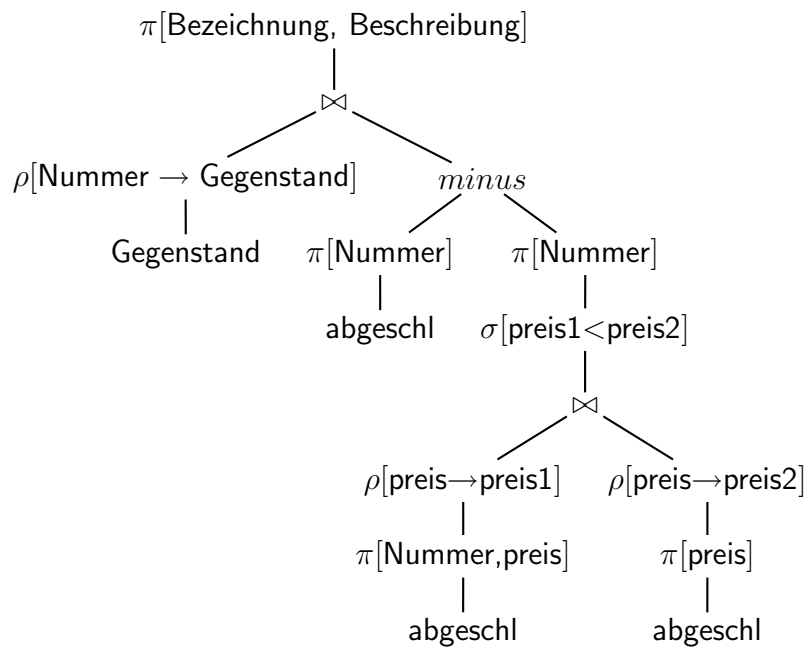 π[Bezeichnung, Beschreibung]
⋈
ρ[Nummer → Gegenstand]
minus
Gegenstand
π[Nummer]
π[Nummer]
abgeschl
σ[preis1<preis2]
⋈
ρ[preis→preis1]
ρ[preis→preis2]
π[Nummer,preis]
π[preis]
abgeschl
abgeschl